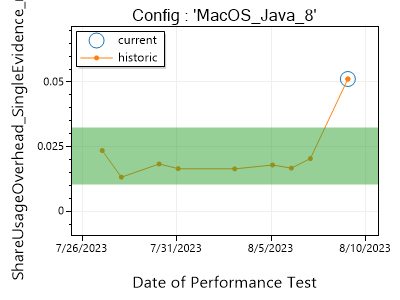 Config : 'MacOS_Java_8'
current
historic
ShareUsageOverhead_SingleEvidence_
0.05
0.025
0
7/26/2023
7/31/2023
8/5/2023
8/10/2023
Date of Performance Test